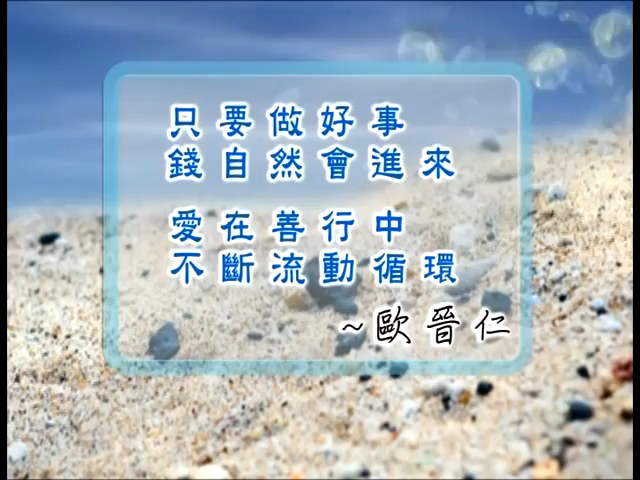 只要做好事
錢自然會進來
愛在善行中
不斷流動循環
~歐晉仁